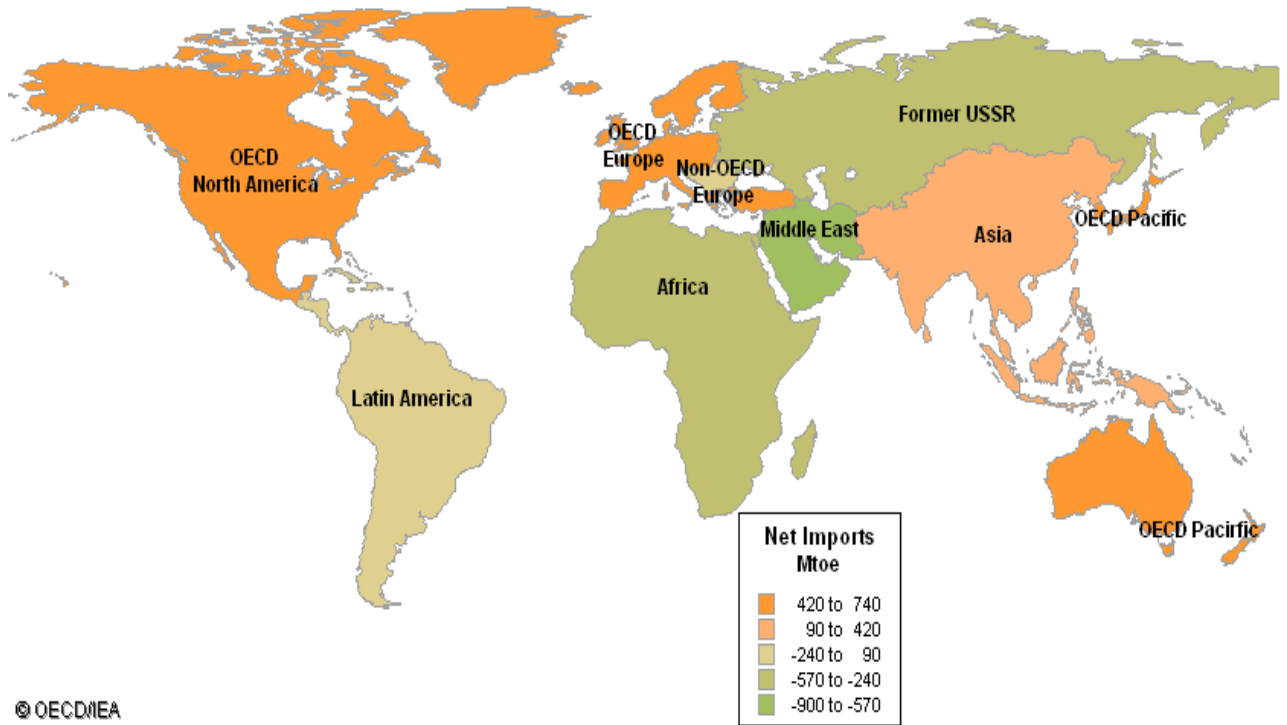 Former USSR
OECD
Europe
OECD
North America
Non-OECD
Europe
OECD Pacific
Middle East
Asia
Africa
Latin America
OECD Pacirfic
Net Imports
Mtoe
420 to 740
90 to 420
-240 to 90
-570 to -240
-900 to -570
© OECD/IEA